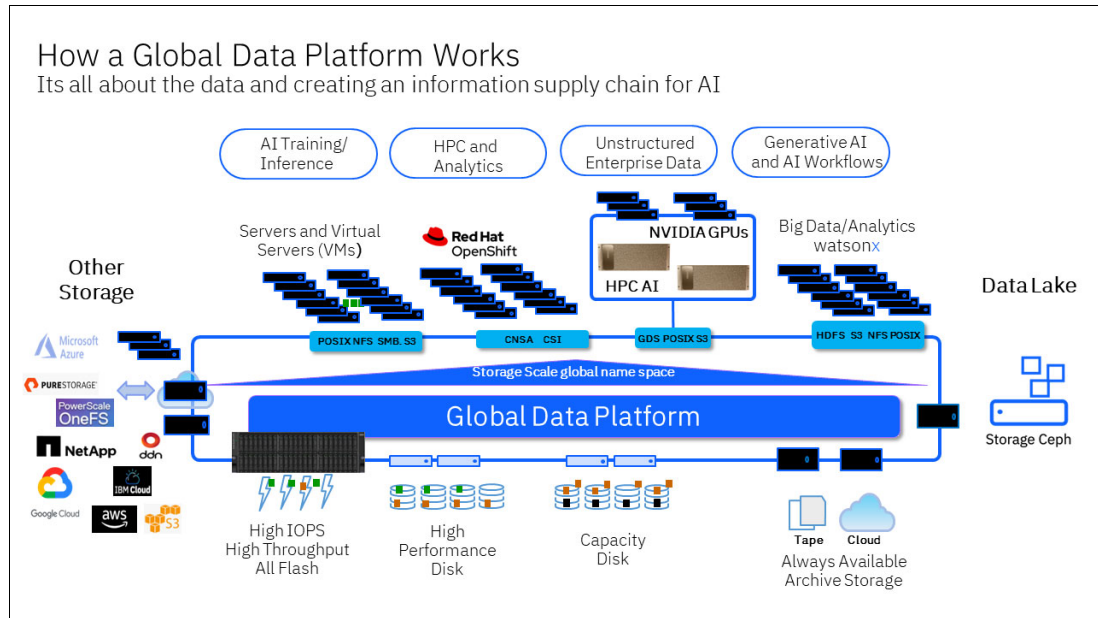 How a Global Data Platform Works
Its all about the data and creating an information supply chain for AI
AI Training/
Inference
HPC and
Analytics
Unstructured
Enterprise Data
Generative AI
and AI Workflows
Servers and Virtual
Servers (VMs)
Red Hat
OpenShift
NVIDIA GPUs
HPC AI
Big Data/Analytics
watsonx
Other
Storage
Data Lake
Microsoft
Azure
PURESTORAGE
PowerScale
OneFS
NetApp
ddn
Google Cloud
IBM Cloud
aws
S3
POSIX NFS SMB. S3
CNSA CSI
GDS POSIX S3
HDFS S3 NFS POSIX
Storage Scale global name space
Global Data Platform
Storage Ceph
High IOPS
High Throughput
All Flash
High
Performance
Disk
Capacity
Disk
Tape
Cloud
Always Available
Archive Storage